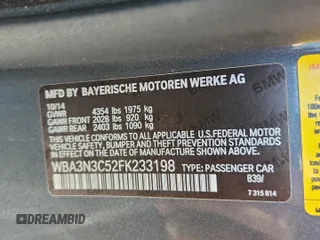 MFD BY BAYERISCHE MOTOREN WERKE AG
10/14
GVWR 4354 lbs 1975 kg
GAWR FRONT 2028 lbs 920 kg
GAWR REAR 2403 lbs 1090 kg
THIS VEHICLE CONFORMS TO ALL APPLICABLE FEDERAL
MOTOR VEHICLE SAFETY, BUMPER, AND THEFT
PREVENTION STANDARDS IN EFFECT ON THE DATE OF
MANUFACTURE SHOWN ABOVE.
WBA3N3C52FK233198 TYPE: PASSENGER CAR
B39/
7 315 814
BMW
DREAMBID